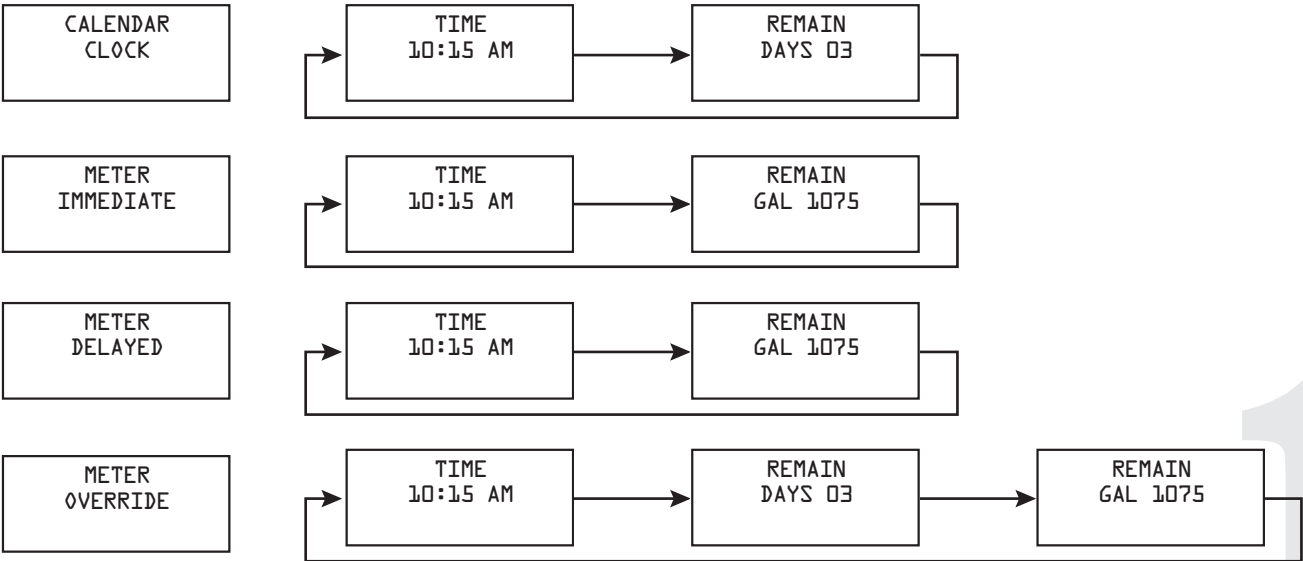 CALENDAR
CLOCK
TIME
10:15 AM
REMAIN
DAYS 03
METER
IMMEDIATE
TIME
10:15 AM
REMAIN
GAL 1075
METER
DELAYED
TIME
10:15 AM
REMAIN
GAL 1075
METER
OVERRIDE
TIME
10:15 AM
REMAIN
DAYS 03
REMAIN
GAL 1075
1